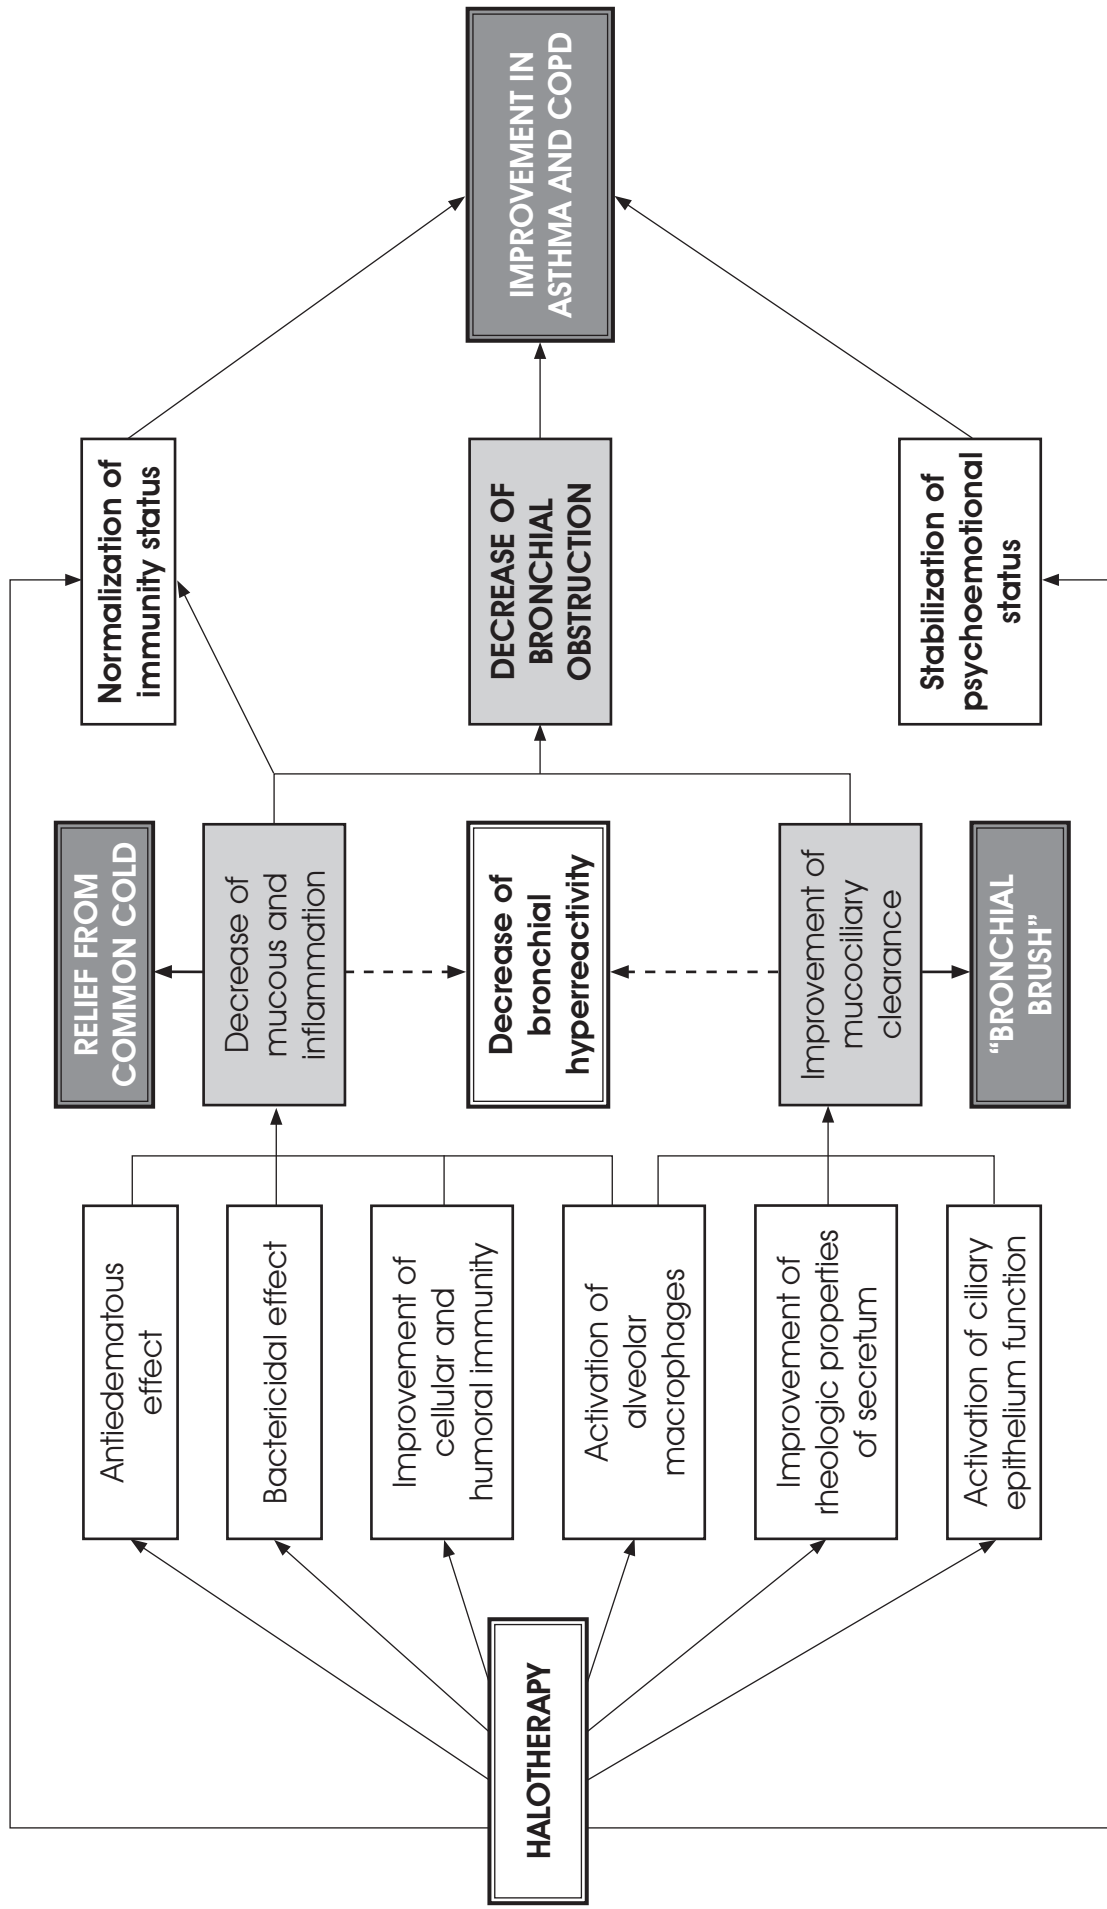 HALOTHERAPY
Antiedematous
effect
Bactericidal effect
Improvement of
cellular and
humoral immunity
Activation of
alveolar
macrophages
Improvement of
rheologic properties
of secretum
Activation of ciliary
epithelium function
RELIEF FROM
COMMON COLD
Decrease of
mucous and
inflammation
Decrease of
bronchial
hyperreactivity
Improvement of
mucociliary
clearance
“BRONCHIAL
BRUSH”
Normalization of
immunity status
DECREASE OF
BRONCHIAL
OBSTRUCTION
Stabilization of
psychoemotional
status
IMPROVEMENT IN
ASTHMA AND COPD